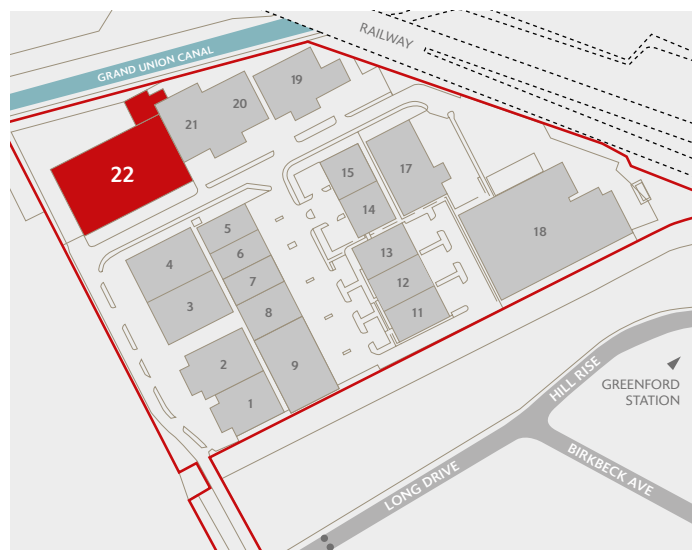 RAILWAY
GRAND UNION CANAL
19
20
21
22
15
17
14
5
18
6
13
4
7
12
3
8
11
2
9
1
HILL RISE
GREENFORD
STATION
BIRKBECK AVE
LONG DRIVE